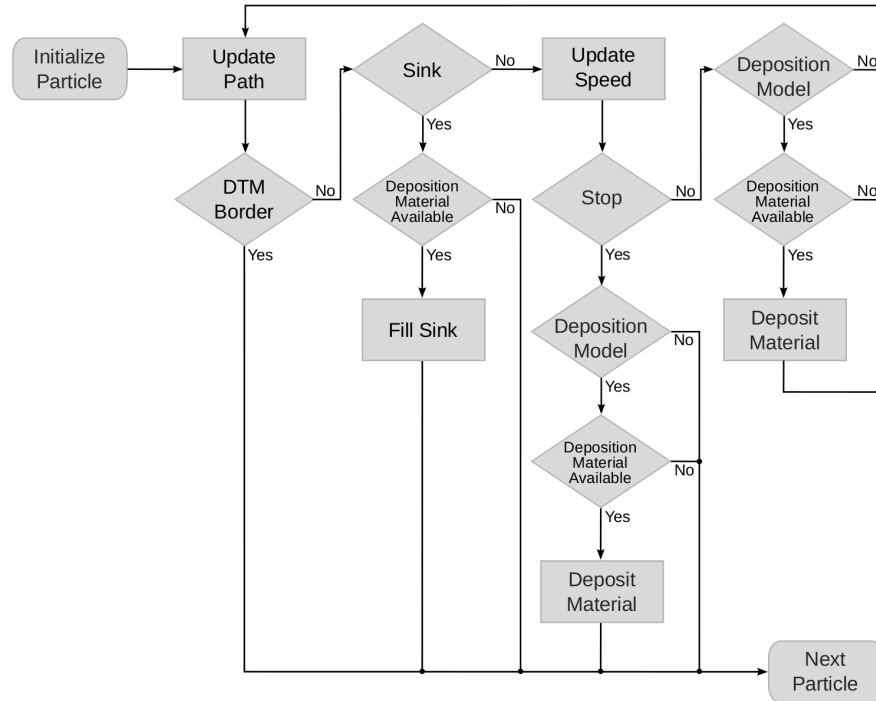 Initialize
Particle
Update
Path
Sink
No
Update
Speed
Deposition
Model
No
Yes
Yes
DTM
Border
No
Deposition
Material
Available
No
Stop
No
Deposition
Material
Available
No
Yes
Yes
Yes
Yes
Fill Sink
Deposition
Model
No
Deposit
Material
Yes
Deposition
Material
Available
No
Yes
Deposit
Material
Next
Particle